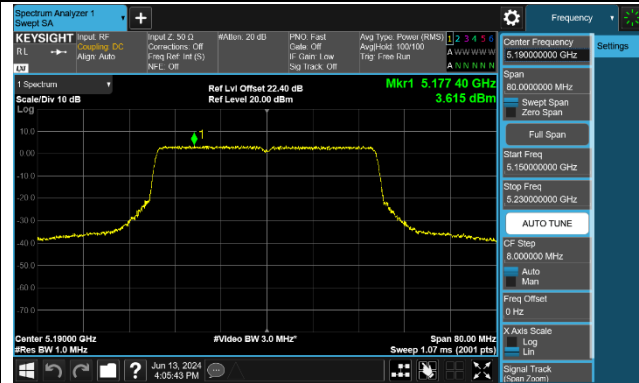 Spectrum Analyzer 1
Swept SA
Frequency
KEYSIGHT
RL
LXI
Input: RF
Coupling: DC
Align: Auto
Input Z: 50 Ω
Corrections: Off
Freq Ref: Int (S)
NFE: Off
#Atten: 20 dB
PNO: Fast
Gate: Off
IF Gain: Low
Sig Track: Off
Avg Type: Power (RMS)
Avg|Hold: 100/100
Trig: Free Run
1 2 3 4 5 6
A W W W W W
A N N N N N
1 Spectrum
Scale/Div 10 dB
Log
Ref Lvl Offset 22.40 dB
Ref Level 20.00 dBm
Mkr1 5.177 40 GHz
3.615 dBm
1
10.0
0.00
-10.0
-20.0
-30.0
-40.0
-50.0
-60.0
-70.0
Center 5.19000 GHz
#Res BW 1.0 MHz
#Video BW 3.0 MHz*
Span 80.00 MHz
Sweep 1.07 ms (2001 pts)
Jun 13, 2024
4:05:43 PM
Center Frequency
5.190000000 GHz
Span
80.0000000 MHz
Swept Span
Zero Span
Full Span
Start Freq
5.150000000 GHz
Stop Freq
5.230000000 GHz
AUTO TUNE
CF Step
8.000000 MHz
Auto
Man
Freq Offset
0 Hz
X Axis Scale
Log
Lin
Signal Track
(Span Zoom)
Settings